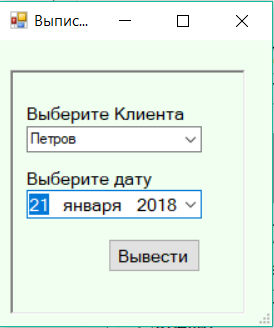 Выпис...
Выберите Клиента
Петров
Выберите дату
21 января 2018
Вывести